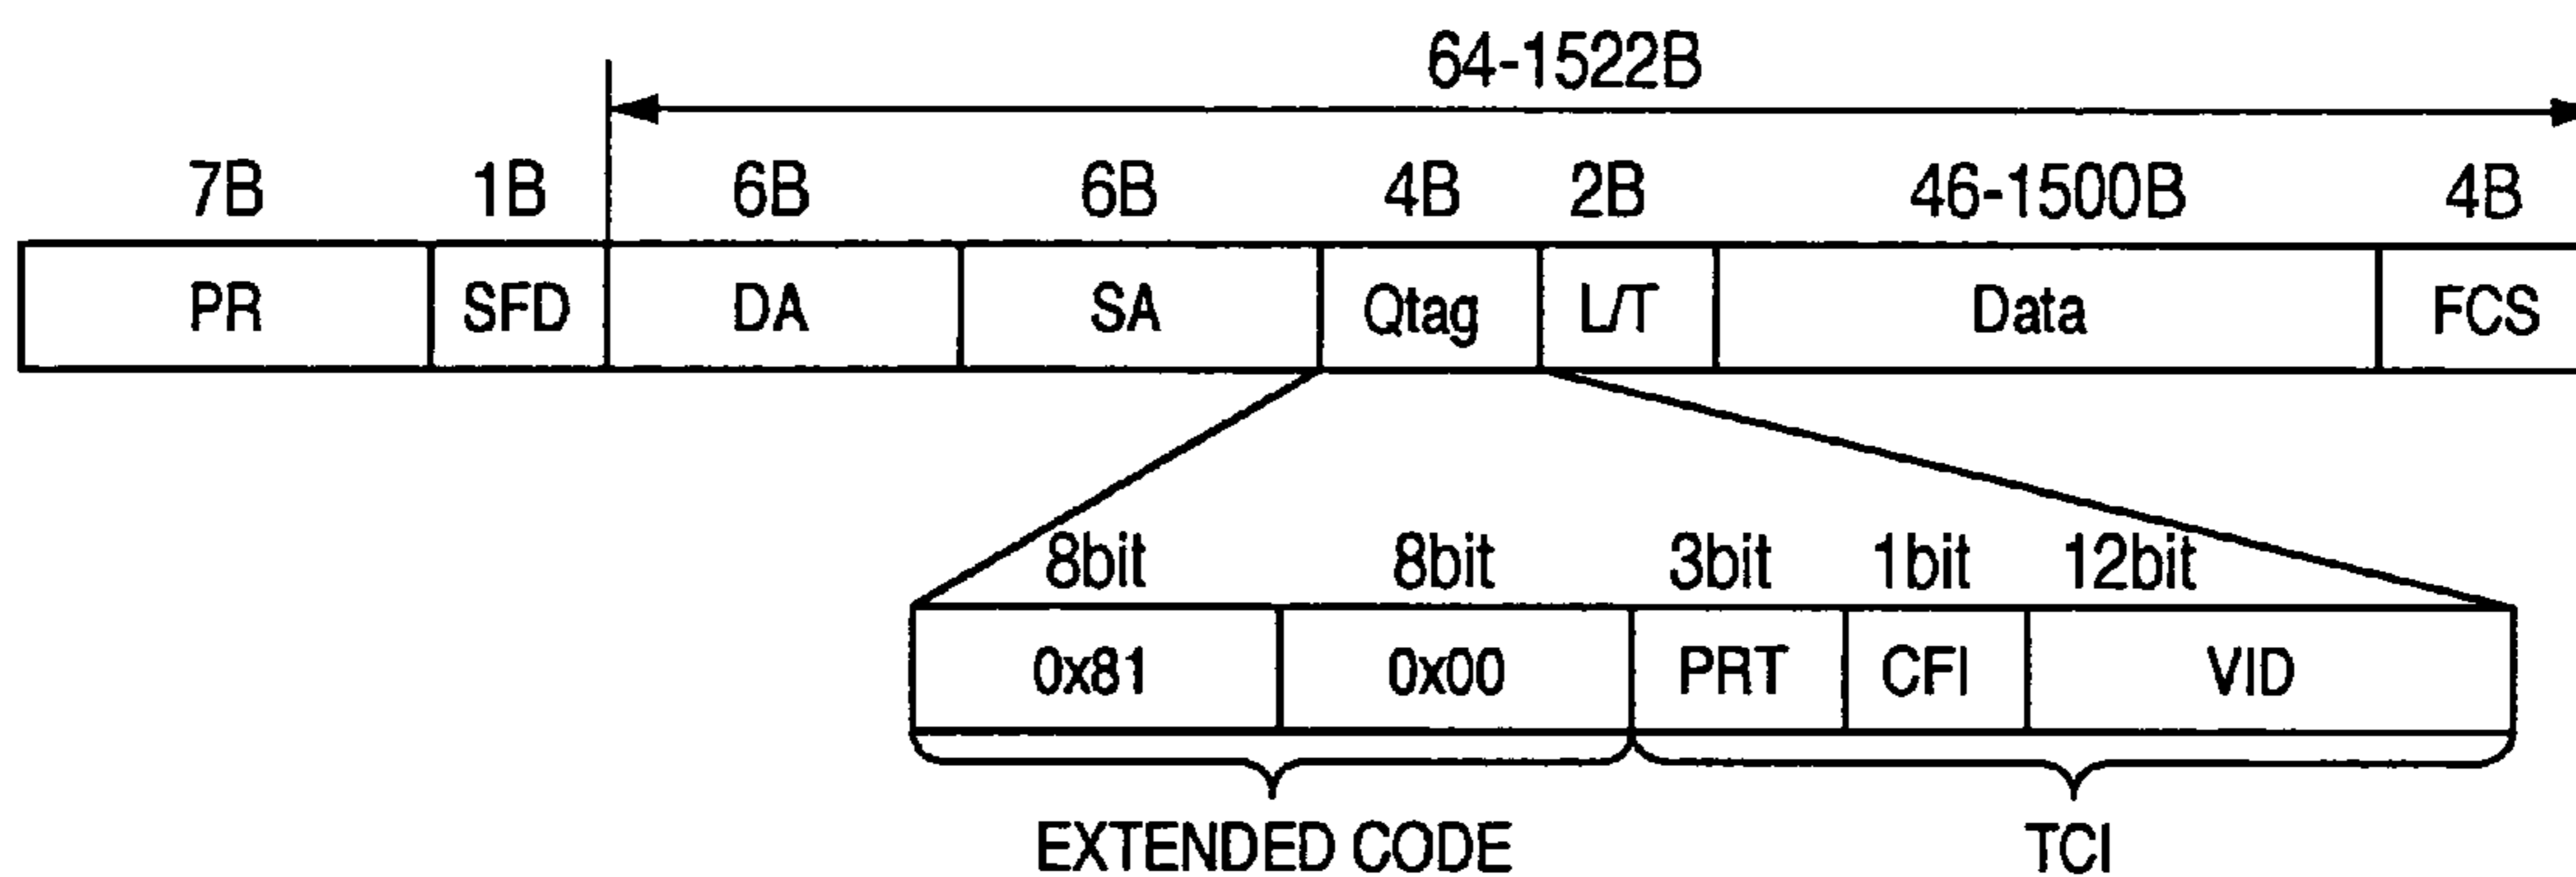 64-1522B
7B 1B 6B 6B 4B 2B 46-1500B 4B
PR SFD DA SA Qtag L/T Data FCS
8bit 8bit 3bit 1bit 12bit
0x81 0x00 PRT CFI VID
EXTENDED CODE TCI